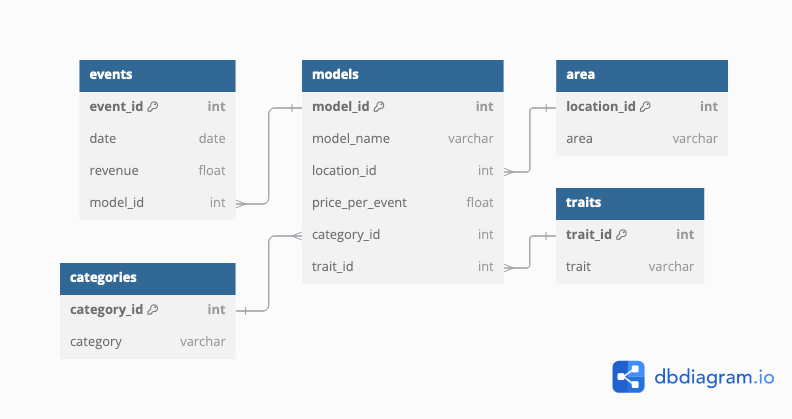 events
event_id int
date date
revenue float
model_id int
models
model_id int
model_name varchar
location_id int
price_per_event float
category_id int
trait_id int
area
location_id int
area varchar
traits
trait_id int
trait varchar
categories
category_id int
category varchar
dbdiagram.io